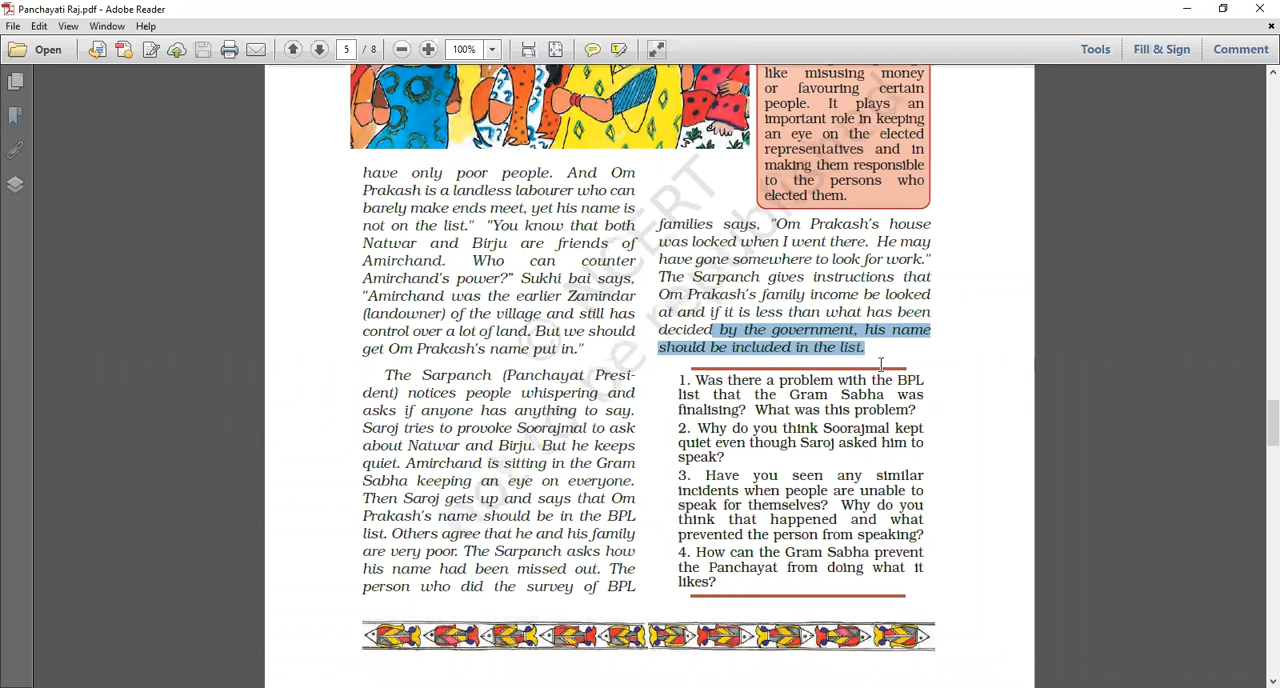 Panchayati Raj.pdf - Adobe Reader
File Edit View Window Help
Open 5 / 8 100% Tools Fill & Sign Comment
like misusing money
or favouring certain
people. It plays an
important role in keeping
an eye on the elected
representatives and in
making them responsible
to the persons who
elected them.
have only poor people. And Om
Prakash is a landless labourer who can
barely make ends meet, yet his name is
not on the list." "You know that both
Natwar and Birju are friends of
Amirchand. Who can counter
Amirchand's power?" Sukhi bai says,
"Amirchand was the earlier Zamindar
(landowner) of the village and still has
control over a lot of land. But we should
get Om Prakash's name put in."
The Sarpanch (Panchayat Presi-
dent) notices people whispering and
asks if anyone has anything to say.
Saroj tries to provoke Soorajmal to ask
about Natwar and Birju. But he keeps
quiet. Amirchand is sitting in the Gram
Sabha keeping an eye on everyone.
Then Saroj gets up and says that Om
Prakash's name should be in the BPL
list. Others agree that he and his family
are very poor. The Sarpanch asks how
his name had been missed out. The
person who did the survey of BPL
families says, "Om Prakash's house
was locked when I went there. He may
have gone somewhere to look for work."
The Sarpanch gives instructions that
Om Prakash's family income be looked
at and if it is less than what has been
decided by the government, his name
should be included in the list.
1. Was there a problem with the BPL
list that the Gram Sabha was
finalising? What was this problem?
2. Why do you think Soorajmal kept
quiet even though Saroj asked him to
speak?
3. Have you seen any similar
incidents when people are unable to
speak for themselves? Why do you
think that happened and what
prevented the person from speaking?
4. How can the Gram Sabha prevent
the Panchayat from doing what it
likes?
© NCERT
not to be republished